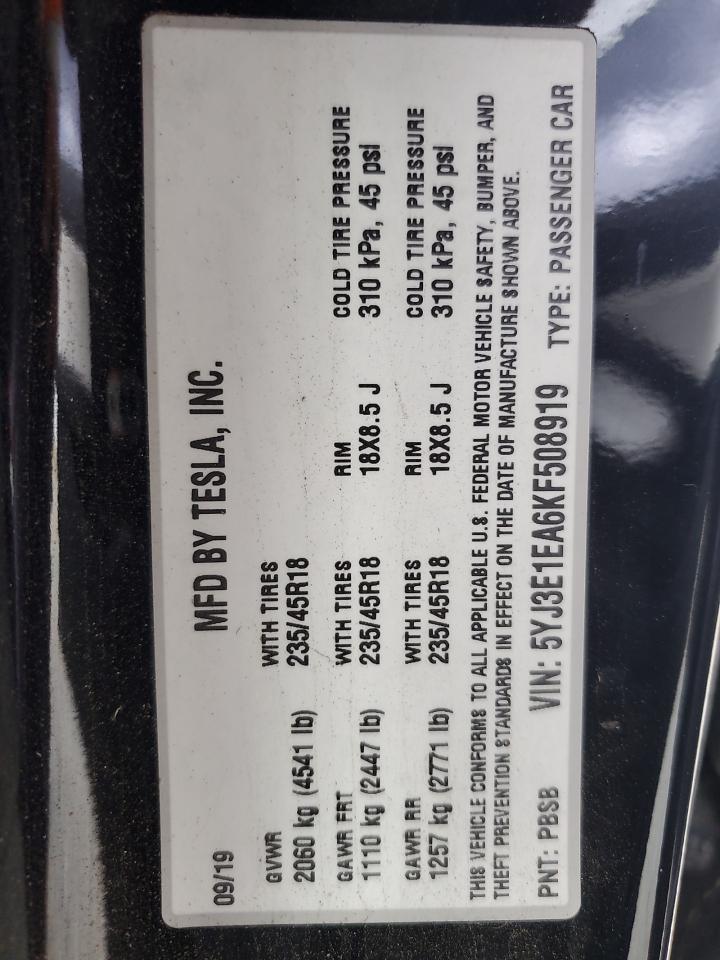 MFD BY TESLA, INC.
09/19
GVWR WITH TIRES
2060 kg (4541 lb) 235/45R18
GAWR FRT WITH TIRES RIM COLD TIRE PRESSURE
1110 kg (2447 lb) 235/45R18 18X8.5 J 310 kPa, 45 psi
GAWR RR WITH TIRES RIM COLD TIRE PRESSURE
1257 kg (2771 lb) 235/45R18 18X8.5 J 310 kPa, 45 psi
THIS VEHICLE CONFORMS TO ALL APPLICABLE U.S. FEDERAL MOTOR VEHICLE SAFETY, BUMPER, AND
THEFT PREVENTION STANDARDS IN EFFECT ON THE DATE OF MANUFACTURE SHOWN ABOVE.
PNT: PBSB VIN: 5YJ3E1EA6KF508919 TYPE: PASSENGER CAR